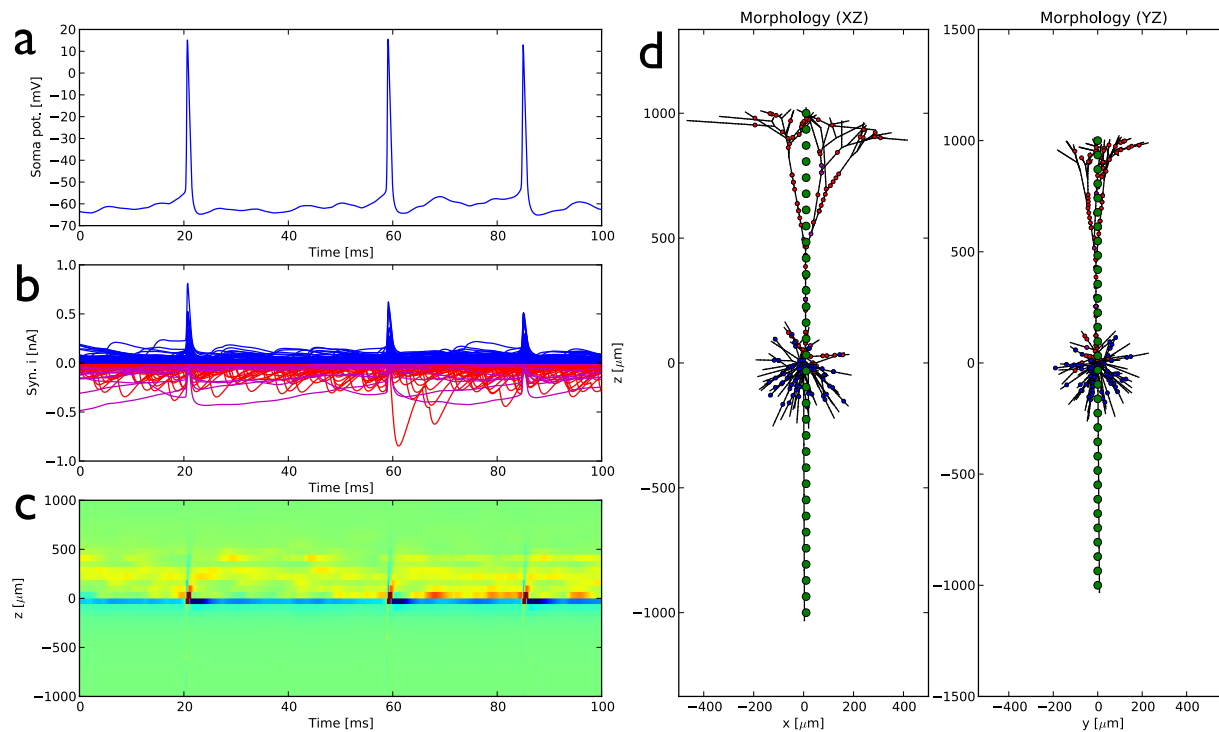 a
20
10
0
−10
−20
−30
−40
−50
−60
−70
Soma pot. [mV]
0 20 40 60 80 100
Time [ms]
b
1.0
0.5
0.0
−0.5
−1.0
Syn. i [nA]
0 20 40 60 80 100
Time [ms]
c
1000
500
0
−500
−1000
z [μm]
0 20 40 60 80 100
Time [ms]
d
Morphology (XZ)
1000
500
0
−500
−1000
z [μm]
−400 −200 0 200 400
x [μm]
Morphology (YZ)
1500
1000
500
0
−500
−1000
−1500
−400 −200 0 200 400
y [μm]